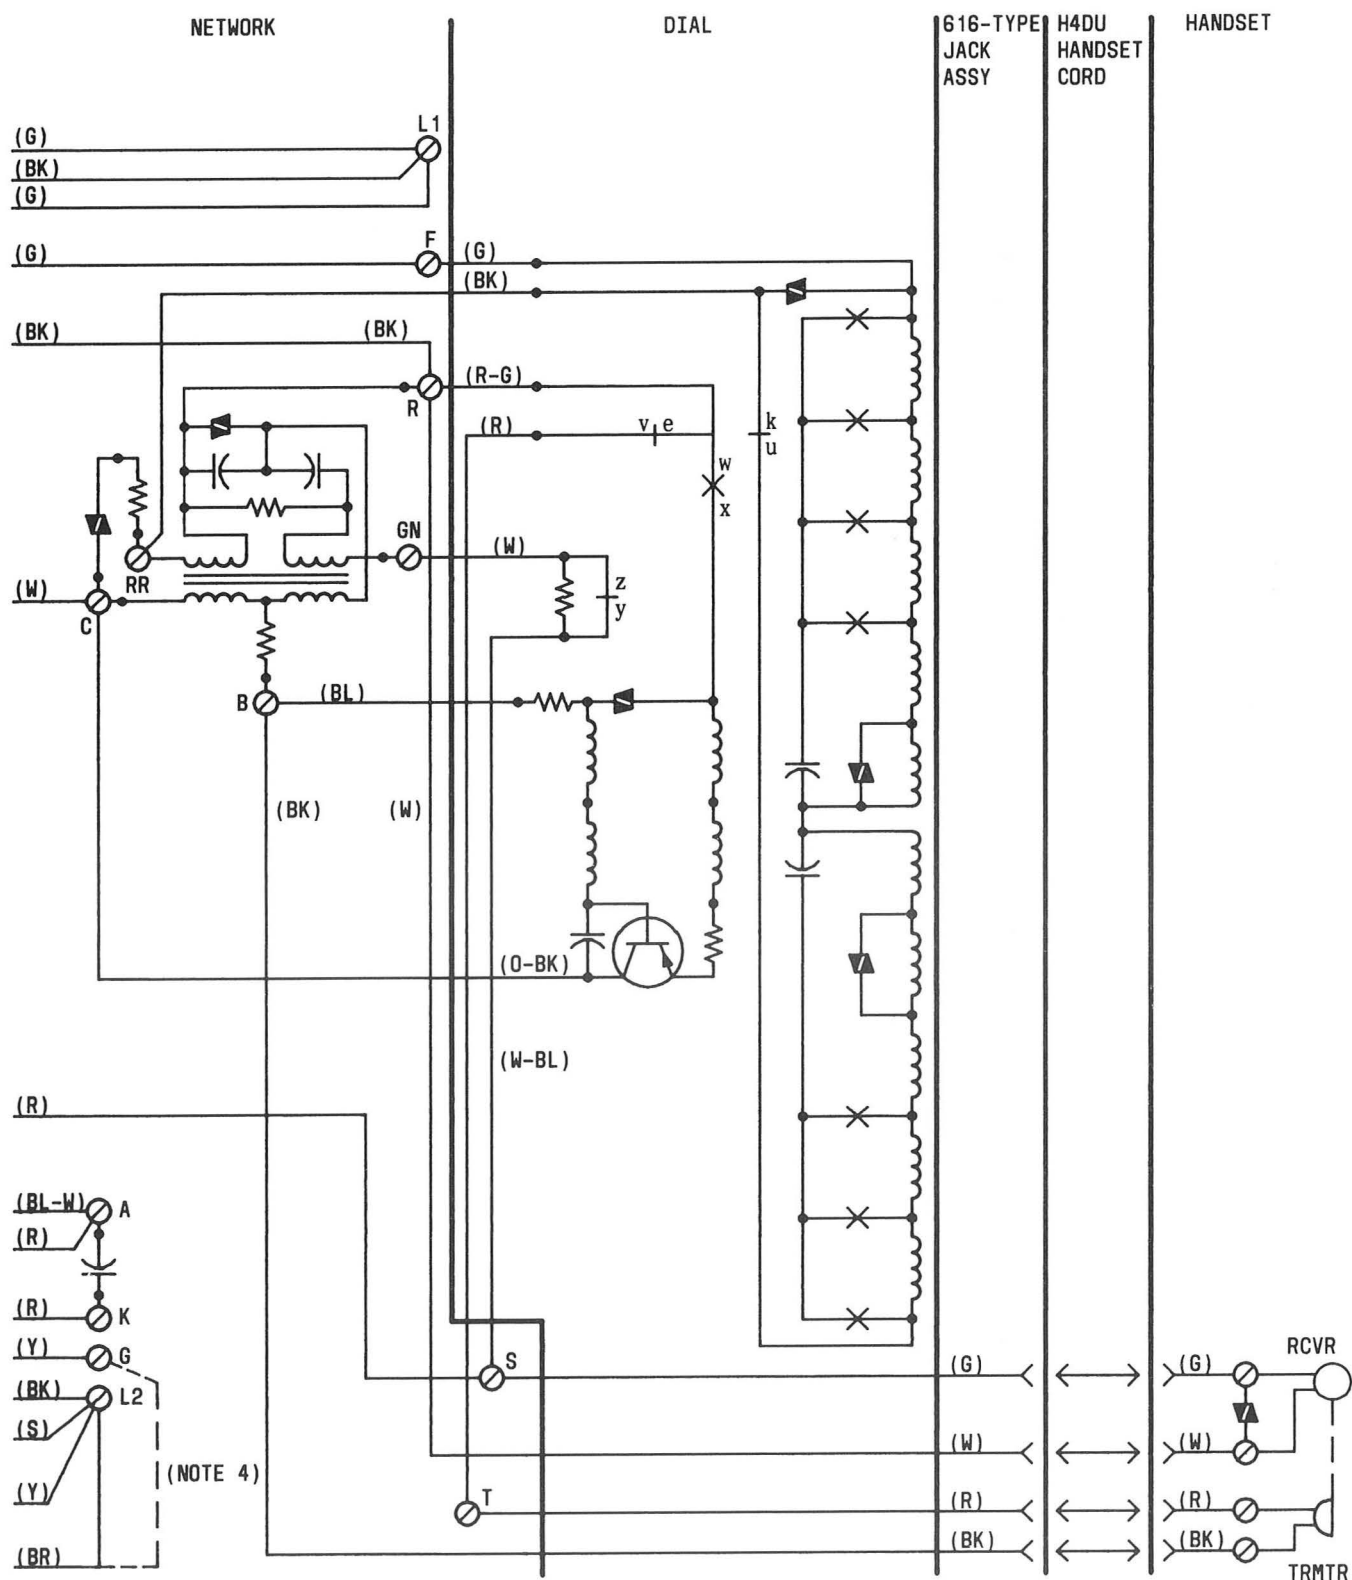 NETWORK
DIAL
616-TYPE
JACK
ASSY
H4DU
HANDSET
CORD
HANDSET
L1
(G)
(BK)
(G)
F
(G)
(G)
(BK)
(BK)
(BK)
(R-G)
R
(R)
v e
k
u
w
x
GN
(W)
RR
z
y
(W)
C
B
(BL)
(BK)
(W)
(O-BK)
(W-BL)
(R)
(BL-W)
A
(R)
(R)
K
(Y)
G
(BK)
L2
(S)
(NOTE 4)
(Y)
(BR)
S
(G)
(G)
RCVR
(W)
(W)
T
(R)
(R)
(BK)
(BK)
TRMTR